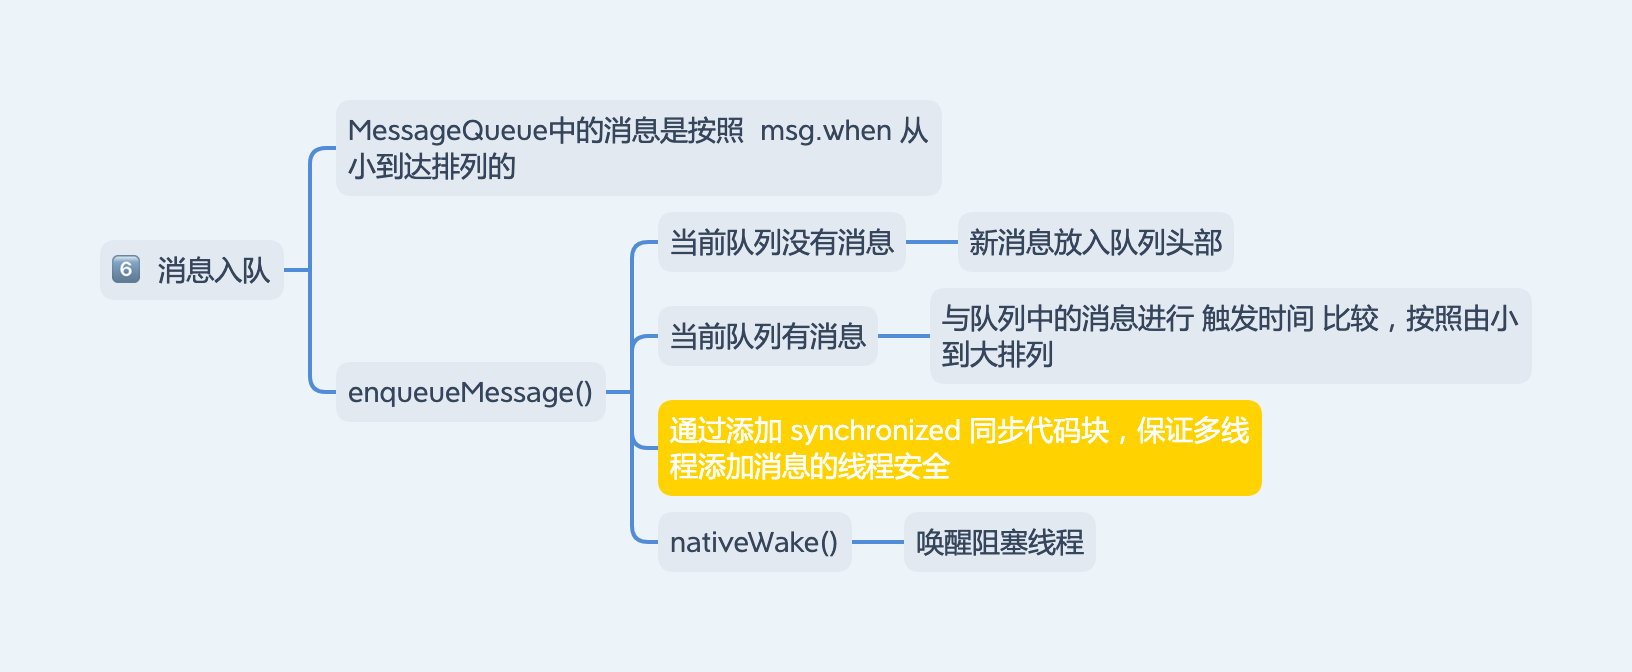 6 消息入队
MessageQueue中的消息是按照 msg.when 从
小到达排列的
enqueueMessage()
当前队列没有消息
新消息放入队列头部
当前队列有消息
与队列中的消息进行 触发时间 比较，按照由小
到大排列
通过添加 synchronized 同步代码块，保证多线
程添加消息的线程安全
nativeWake()
唤醒阻塞线程